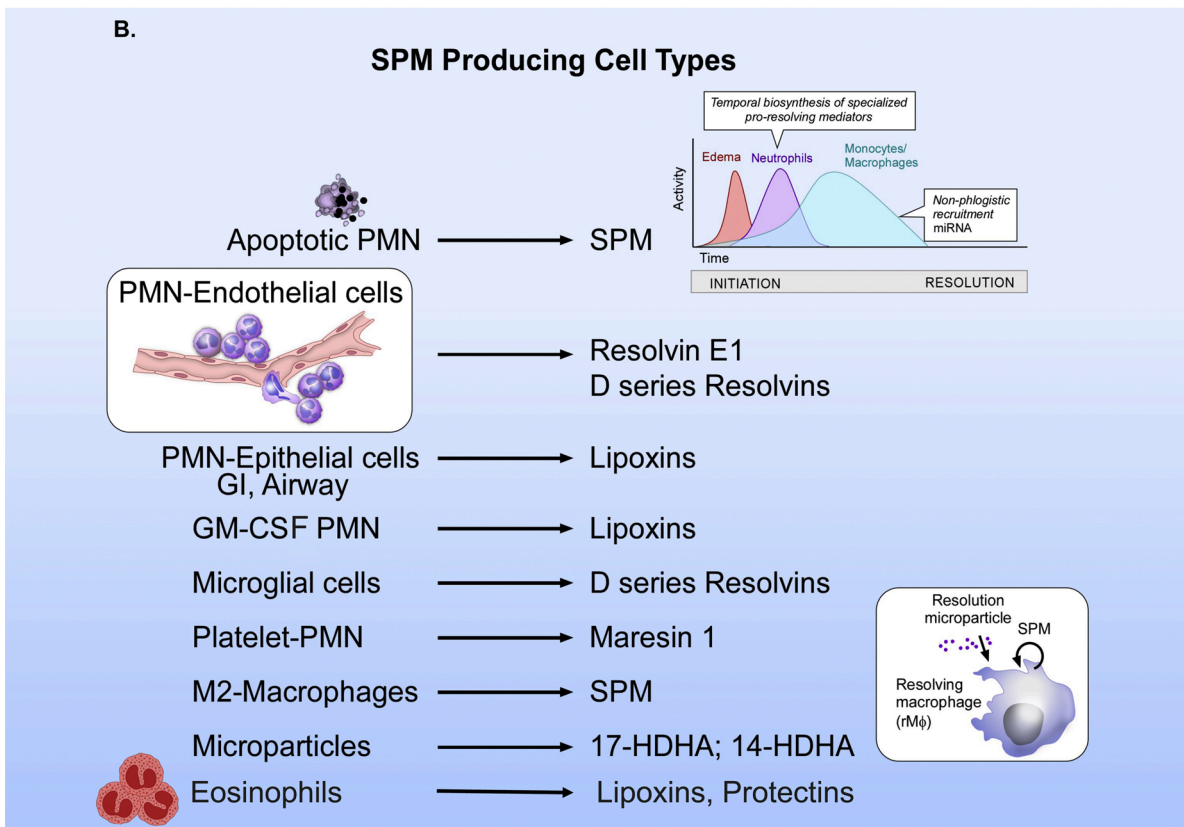 B.
SPM Producing Cell Types
Temporal biosynthesis of specialized
pro-resolving mediators
Edema
Neutrophils
Monocytes/
Macrophages
Activity
Non-phlogistic
recruitment
miRNA
Time
INITIATION
RESOLUTION
Apoptotic PMN
SPM
PMN-Endothelial cells
Resolvin E1
D series Resolvins
PMN-Epithelial cells
GI, Airway
Lipoxins
GM-CSF PMN
Lipoxins
Microglial cells
D series Resolvins
Platelet-PMN
Maresin 1
M2-Macrophages
SPM
Microparticles
17-HDHA; 14-HDHA
Eosinophils
Lipoxins, Protectins
Resolution
microparticle
SPM
Resolving
macrophage
(rMϕ)